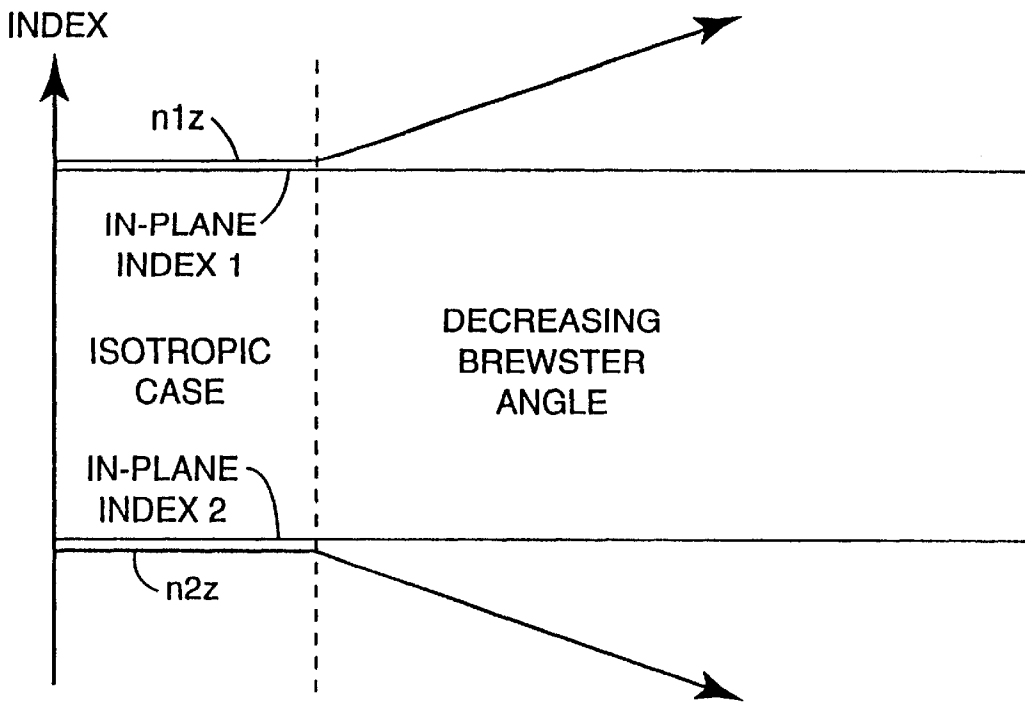 INDEX
n1z
IN-PLANE
INDEX 1
ISOTROPIC
CASE
DECREASING
BREWSTER
ANGLE
IN-PLANE
INDEX 2
n2z